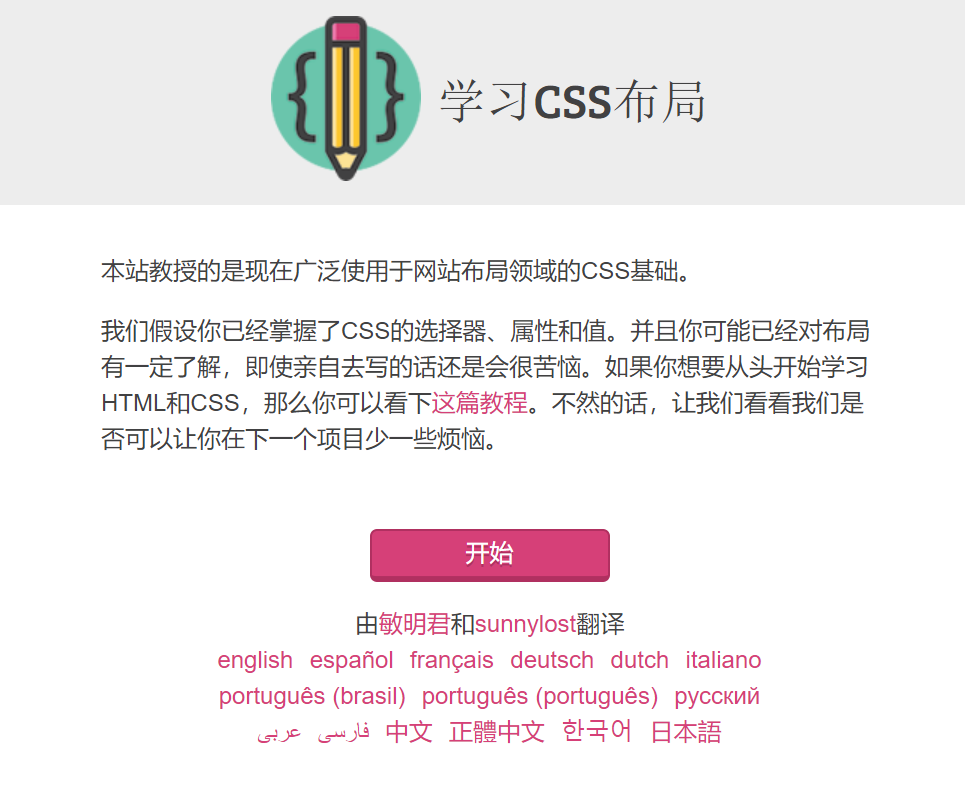 学习CSS布局
本站教授的是现在广泛使用于网站布局领域的CSS基础。
我们假设你已经掌握了CSS的选择器、属性和值。并且你可能已经对布局
有一定了解，即使亲自去写的话还是会很苦恼。如果你想要从头开始学习
HTML和CSS，那么你可以看下这篇教程。不然的话，让我们看看我们是
否可以让你在下一个项目少一些烦恼。
开始
由敏明君和sunnylost翻译
english español français deutsch dutch italiano
português (brasil) português (português) русский
عربى فارسی 中文 正體中文 한국어 日本語